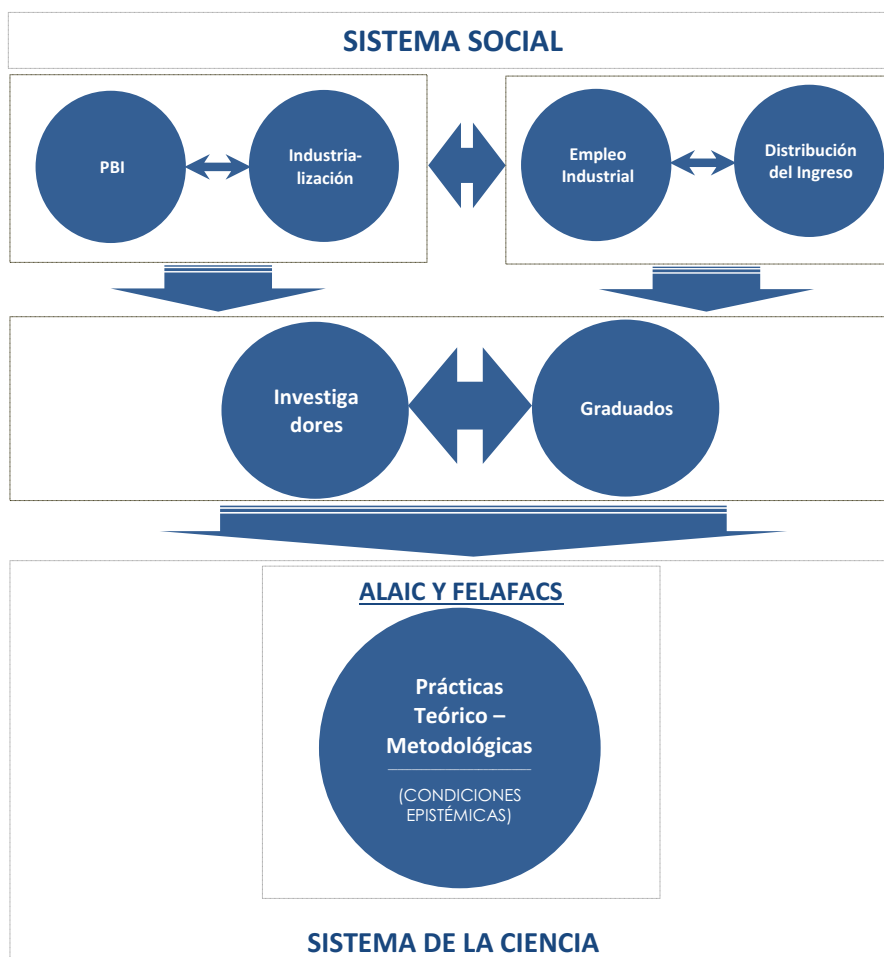 SISTEMA SOCIAL
PBI
Industria-
lización
Empleo
Industrial
Distribución
del Ingreso
Investiga
dores
Graduados
ALAIC Y FELAFACS
Prácticas
Teórico –
Metodológicas
(CONDICIONES
EPISTÉMICAS)
SISTEMA DE LA CIENCIA